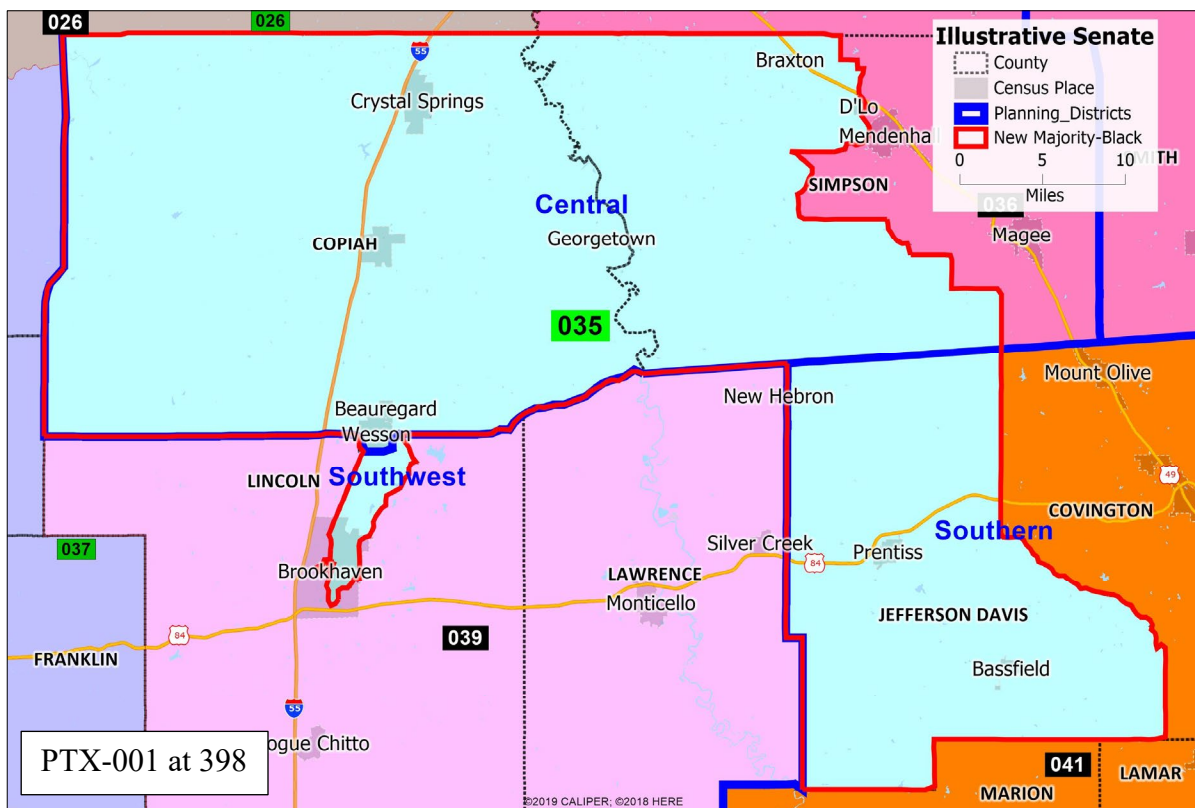 026
026
55
Illustrative Senate
County
Census Place
Planning_Districts
New Majority-Black
0 5 10
Miles
Braxton
Crystal Springs
D'Lo
Mendenhall
SIMPSON
Central
036
Georgetown
Magee
COPIAH
035
Mount Olive
New Hebron
Beauregard
Wesson
LINCOLN
Southwest
49
COVINGTON
Southern
037
Silver Creek
Prentiss
84
Brookhaven
LAWRENCE
Monticello
JEFFERSON DAVIS
84
039
FRANKLIN
Bassfield
55
ogue Chitto
PTX-001 at 398
041
LAMAR
MARION
©2019 CALIPER; ©2018 HERE